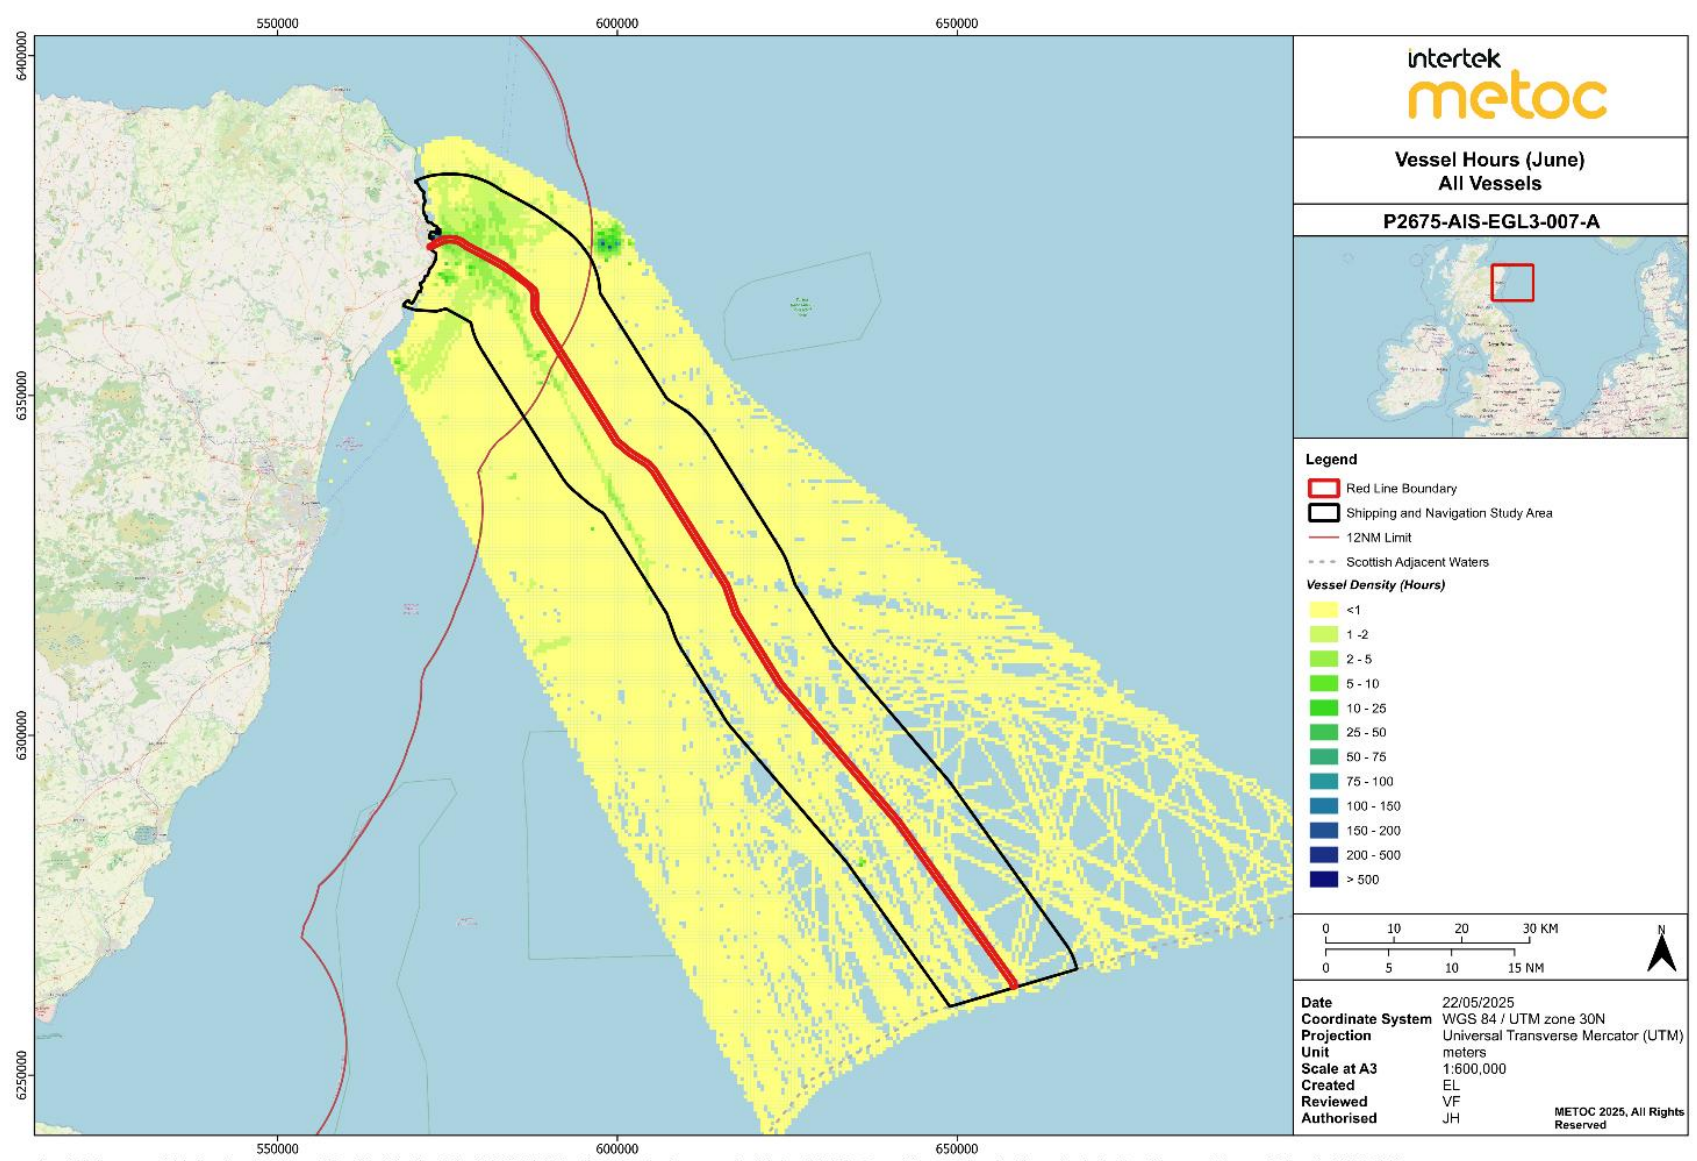 550000
600000
650000
6400000
6350000
6300000
6250000
550000
600000
650000
intertek
metoc
Vessel Hours (June)
All Vessels
P2675-AIS-EGL3-007-A
Legend
Red Line Boundary
Shipping and Navigation Study Area
12NM Limit
Scottish Adjacent Waters
Vessel Density (Hours)
<1
1 -2
2 - 5
5 - 10
10 - 25
25 - 50
50 - 75
75 - 100
100 - 150
150 - 200
200 - 500
> 500
0 10 20 30 KM
0 5 10 15 NM
N
Date 22/05/2025
Coordinate System WGS 84 / UTM zone 30N
Projection Universal Transverse Mercator (UTM)
Unit meters
Scale at A3 1:600,000
Created EL
Reviewed VF
Authorised JH
METOC 2025, All Rights
Reserved